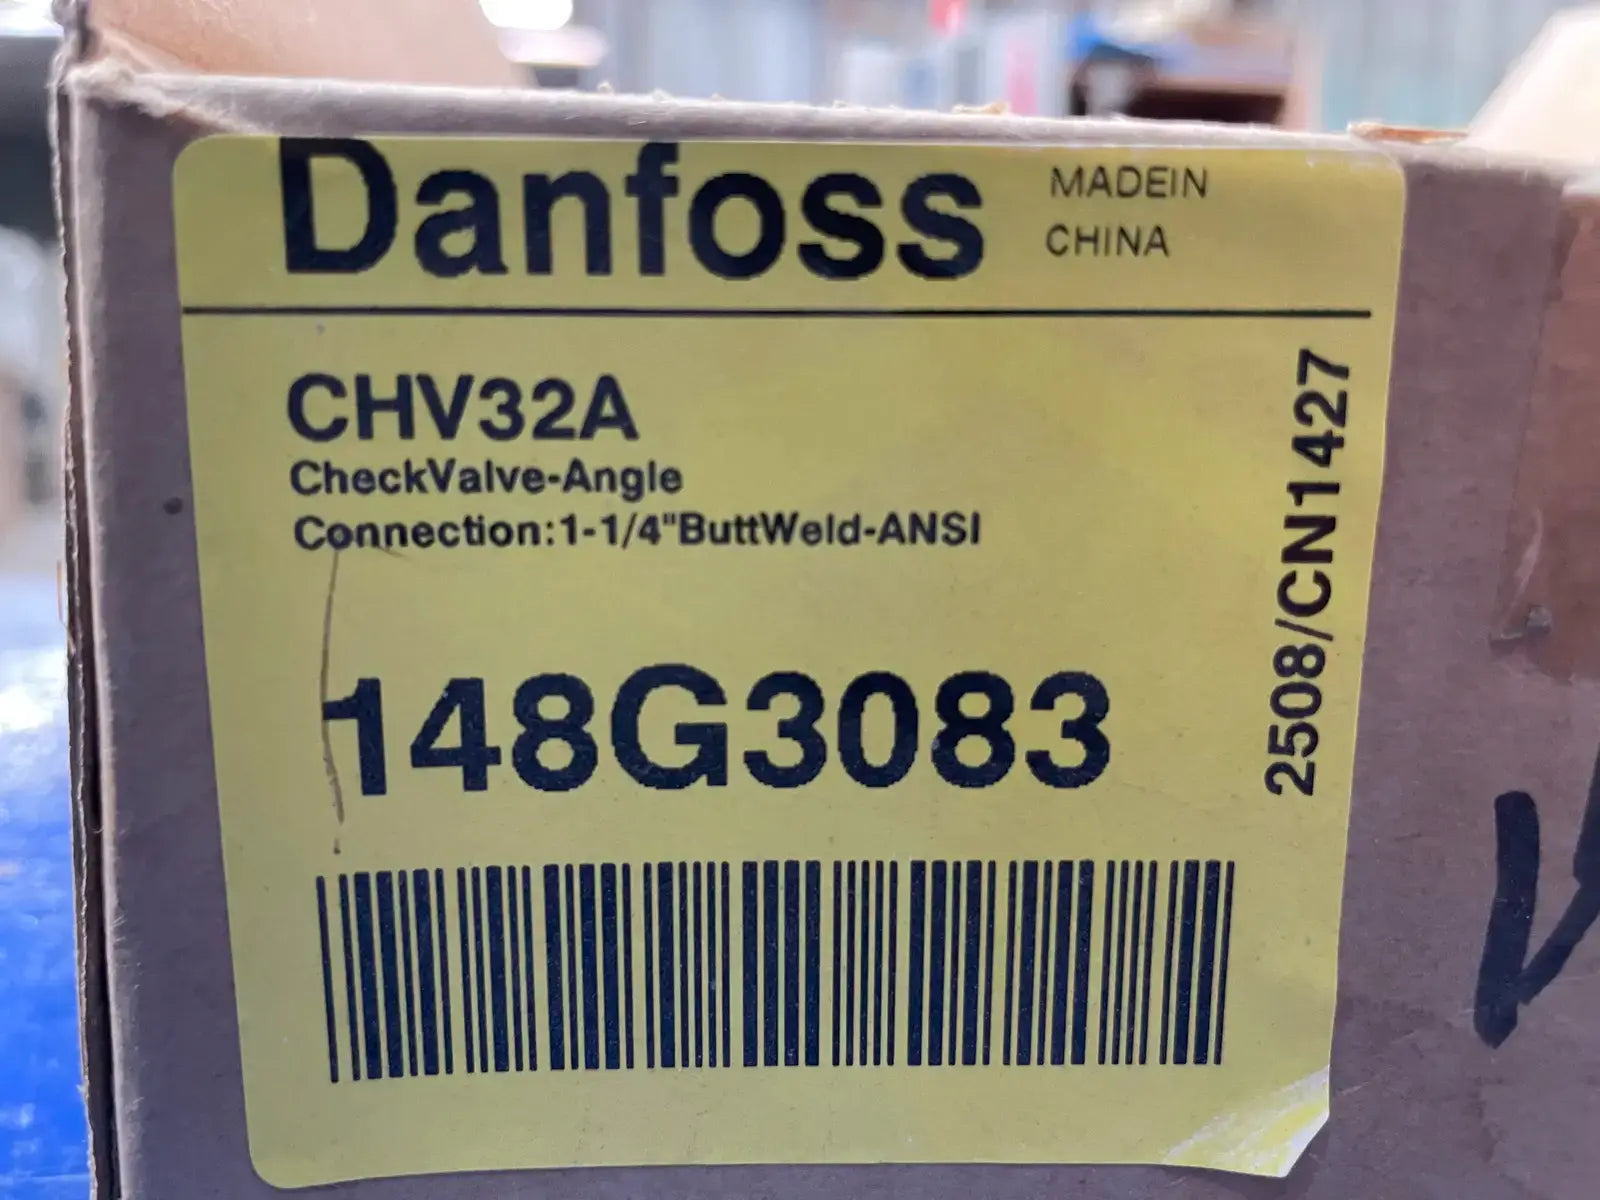 Danfoss
MADEIN
CHINA
CHV32A
CheckValve-Angle
Connection:1-1/4"ButtWeld-ANSI
148G3083
2508/CN1427